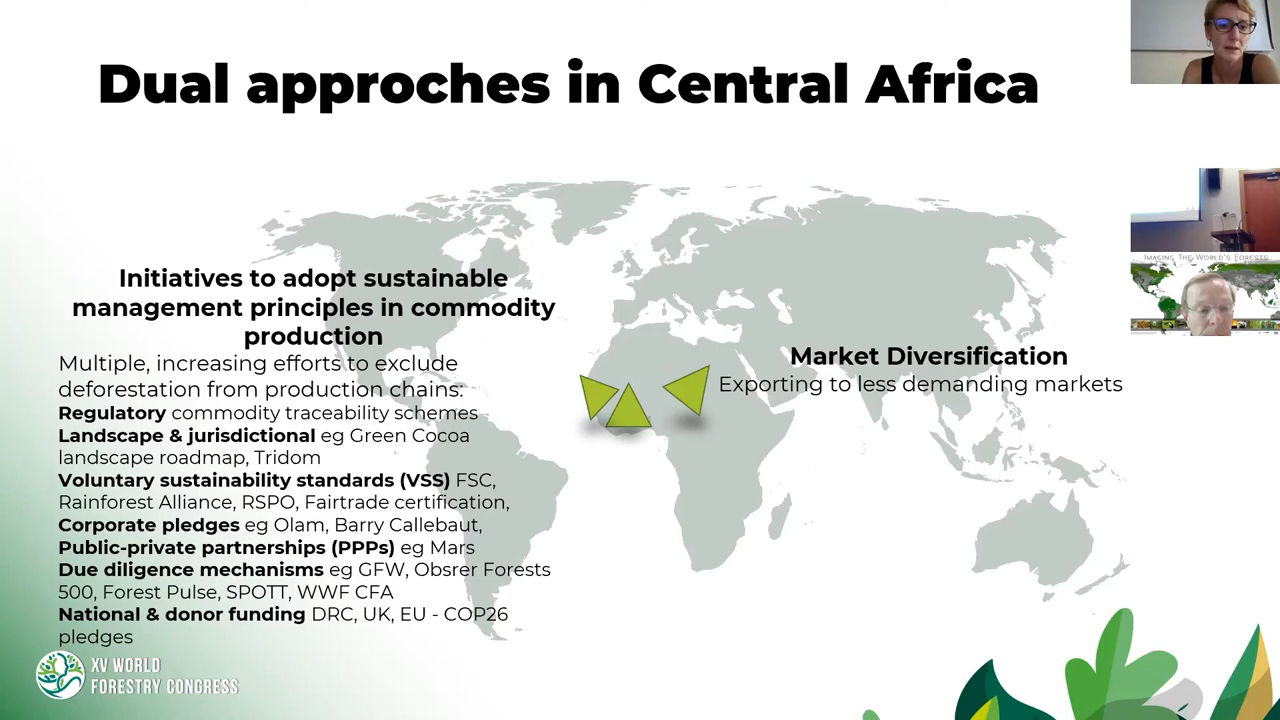 Dual approches in Central Africa
Initiatives to adopt sustainable
management principles in commodity
production
Multiple, increasing efforts to exclude
deforestation from production chains:
Regulatory commodity traceability schemes
Landscape & jurisdictional eg Green Cocoa
landscape roadmap, Tridom
Voluntary sustainability standards (VSS) FSC,
Rainforest Alliance, RSPO, Fairtrade certification,
Corporate pledges eg Olam, Barry Callebaut,
Public-private partnerships (PPPs) eg Mars
Due diligence mechanisms eg GFW, Obsrer Forests
500, Forest Pulse, SPOTT, WWF CFA
National & donor funding DRC, UK, EU - COP26
pledges
Market Diversification
Exporting to less demanding markets
XV WORLD
FORESTRY CONGRESS
IMAGING THE WORLD'S FORESTS